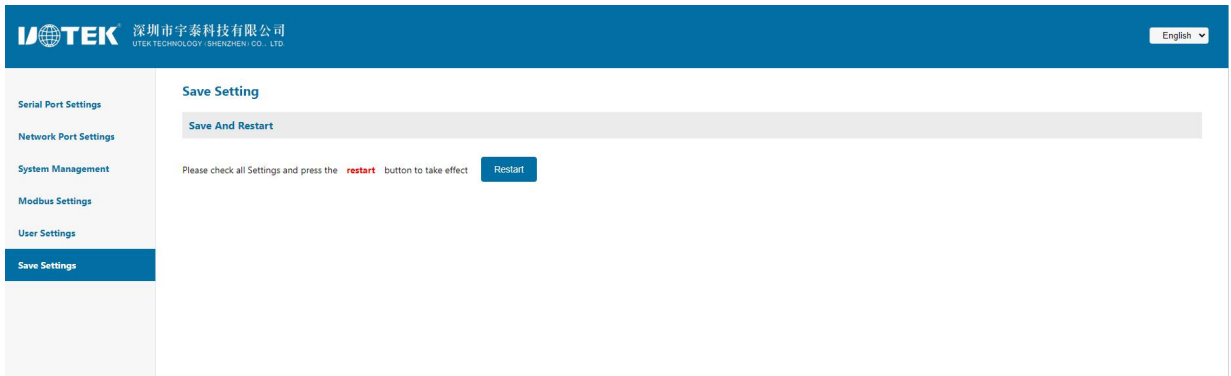 UTEK® 深圳市宇泰科技有限公司
UTEK TECHNOLOGY (SHENZHEN) CO., LTD.
English
Serial Port Settings
Network Port Settings
System Management
Modbus Settings
User Settings
Save Settings
Save Setting
Save And Restart
Please check all Settings and press the restart button to take effect Restart